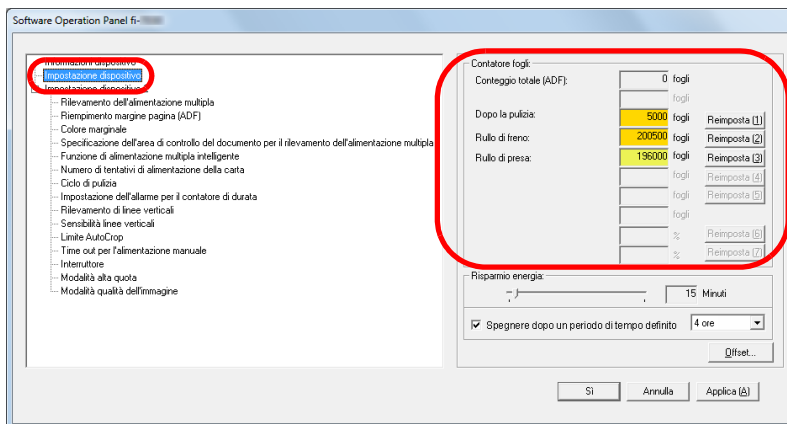 Software Operation Panel fi-
Informazioni dispositivo
Impostazione dispositivo
Impostazione dispositivo 2
Rilevamento dell'alimentazione multipla
Riempimento margine pagina (ADF)
Colore marginale
Specificazione dell'area di controllo del documento per il rilevamento dell'alimentazione multipla
Funzione di alimentazione multipla intelligente
Numero di tentativi di alimentazione della carta
Ciclo di pulizia
Impostazione dell'allarme per il contatore di durata
Rilevamento di linee verticali
Sensibilità linee verticali
Limite AutoCrop
Time out per l'alimentazione manuale
Interruttore
Modalità alta quota
Modalità qualità dell'immagine
Contatore fogli:
Conteggio totale (ADF): 0 fogli
fogli
Dopo la pulizia: 5000 fogli Reimposta (1)
Rullo di freno: 200500 fogli Reimposta (2)
Rullo di presa: 196000 fogli Reimposta (3)
fogli Reimposta (4)
fogli Reimposta (5)
fogli
% Reimposta (6)
% Reimposta (7)
Risparmio energia:
15 Minuti
Spegnere dopo un periodo di tempo definito 4 ore
Offset...
Sì Annulla Applica (A)